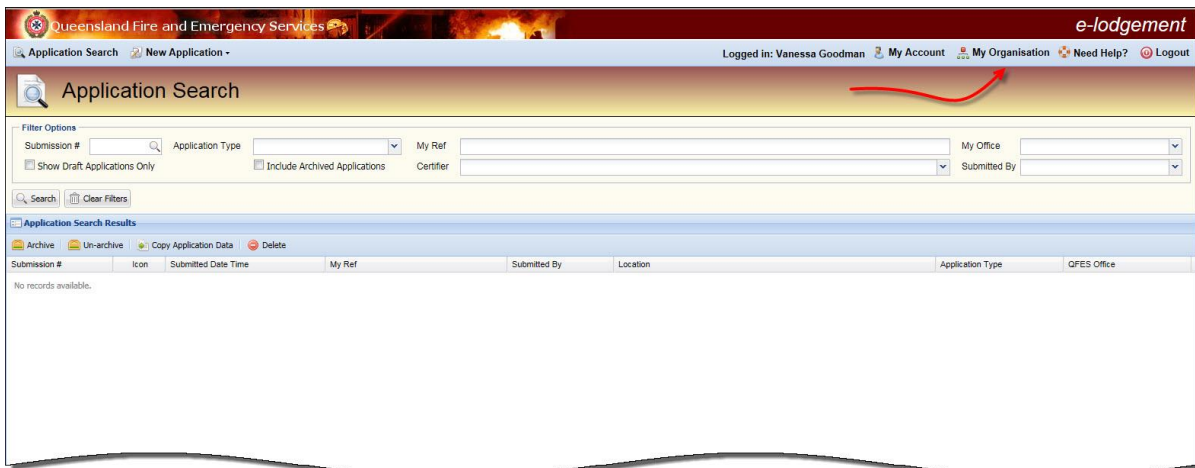 Queensland Fire and Emergency Services e-lodgement
Application Search New Application Logged in: Vanessa Goodman My Account My Organisation Need Help? Logout
Application Search
Filter Options
Submission # Application Type My Ref My Office
Show Draft Applications Only Include Archived Applications Certifier Submitted By
Search Clear Filters
Application Search Results
Archive Un-archive Copy Application Data Delete
Submission # Icon Submitted Date Time My Ref Submitted By Location Application Type QFES Office
No records available.